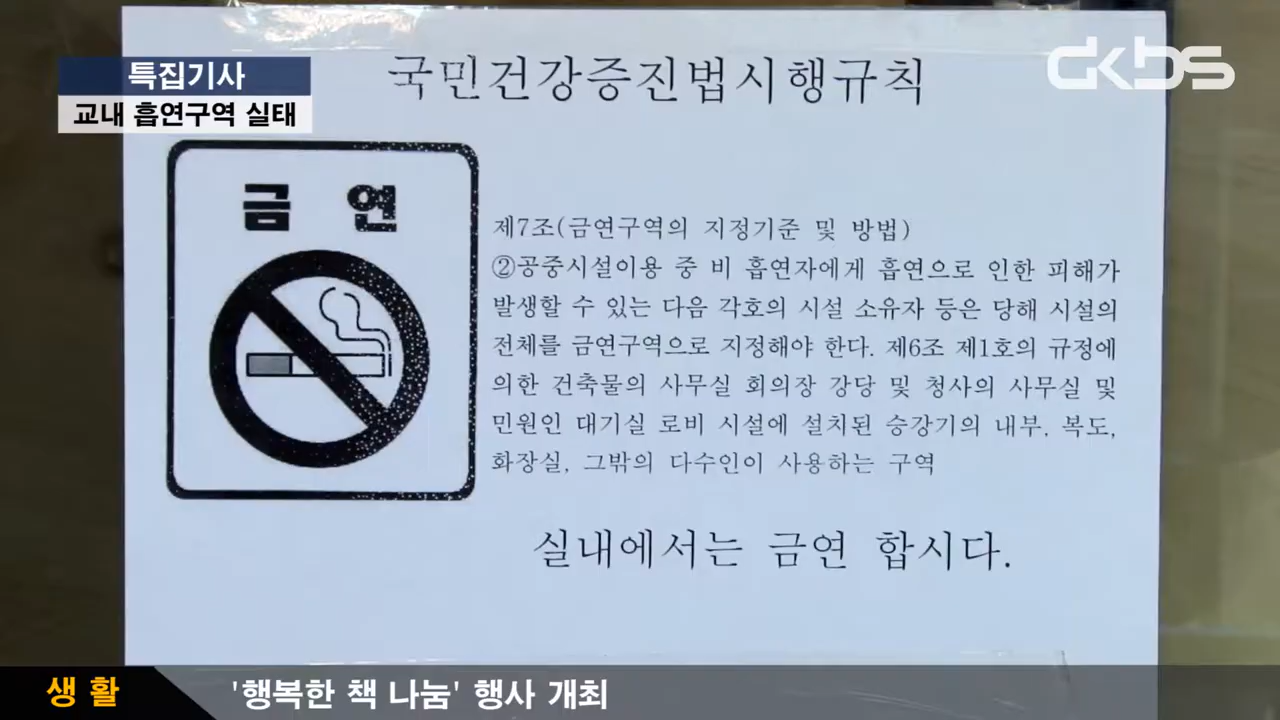 특집기사
교내 흡연구역 실태
dkbs
국민건강증진법시행규칙
금 연
제7조(금연구역의 지정기준 및 방법)
②공중시설이용 중 비 흡연자에게 흡연으로 인한 피해가
발생할 수 있는 다음 각호의 시설 소유자 등은 당해 시설의
전체를 금연구역으로 지정해야 한다. 제6조 제1호의 규정에
의한 건축물의 사무실 회의장 강당 및 청사의 사무실 및
민원인 대기실 로비 시설에 설치된 승강기의 내부, 복도,
화장실, 그밖의 다수인이 사용하는 구역
실내에서는 금연 합시다.
생 활
'행복한 책 나눔' 행사 개최